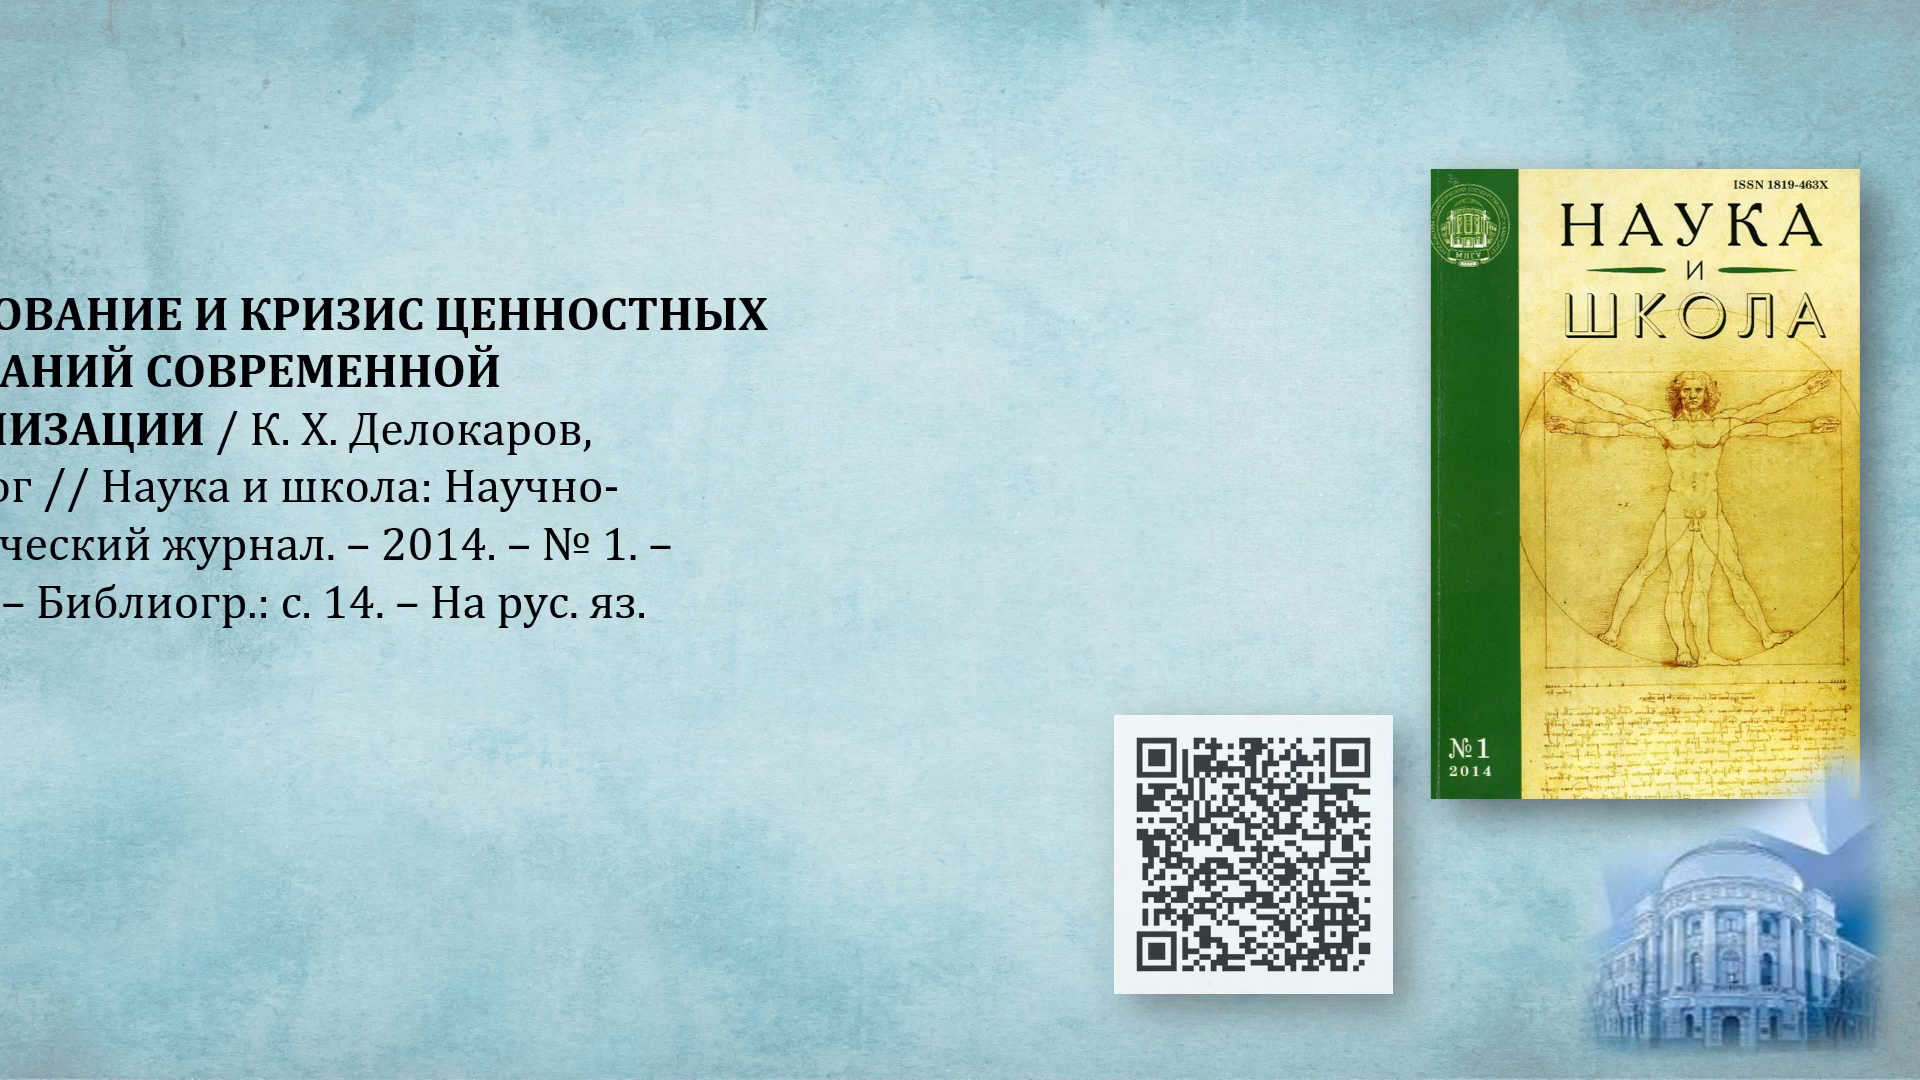 ОВАНИЕ И КРИЗИС ЦЕННОСТНЫХ
АНИЙ СОВРЕМЕННОЙ
ИЗАЦИИ / К. Х. Делокаров,
ог // Наука и школа: Научно-
ческий журнал. – 2014. – № 1. –
– Библиогр.: с. 14. – На рус. яз.
ISSN 1819-463X
НАУКА
И
ШКОЛА
МПГУ
№1
2014